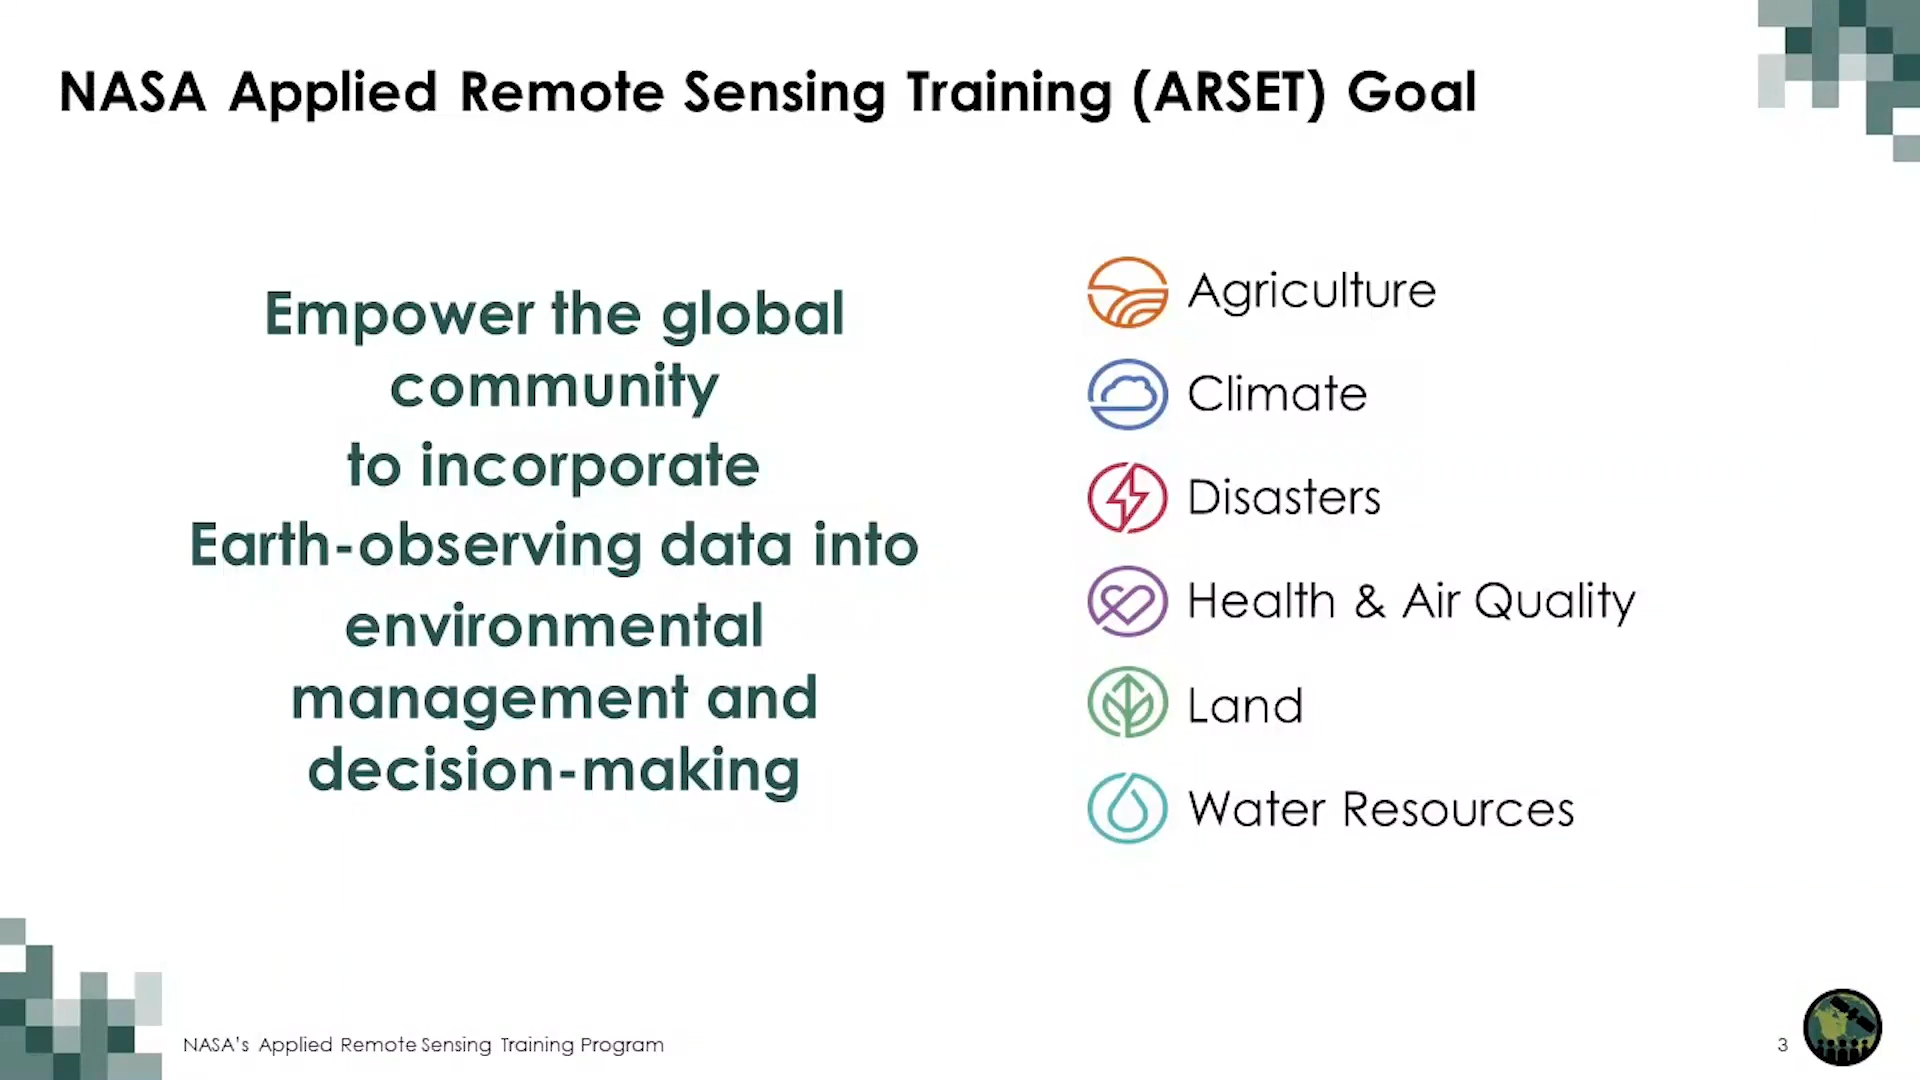 NASA Applied Remote Sensing Training (ARSET) Goal
Empower the global
community
to incorporate
Earth-observing data into
environmental
management and
decision-making
Agriculture
Climate
Disasters
Health & Air Quality
Land
Water Resources
NASA's Applied Remote Sensing Training Program
3